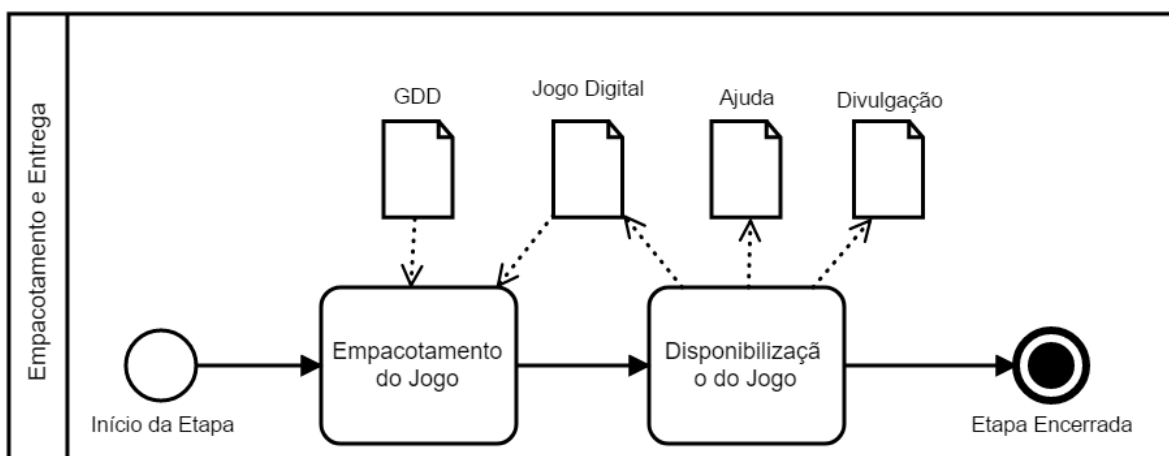 Empacotamento e Entrega
GDD
Jogo Digital
Ajuda
Divulgação
Empacotamento
do Jogo
Disponibilizaçã
o do Jogo
Início da Etapa
Etapa Encerrada